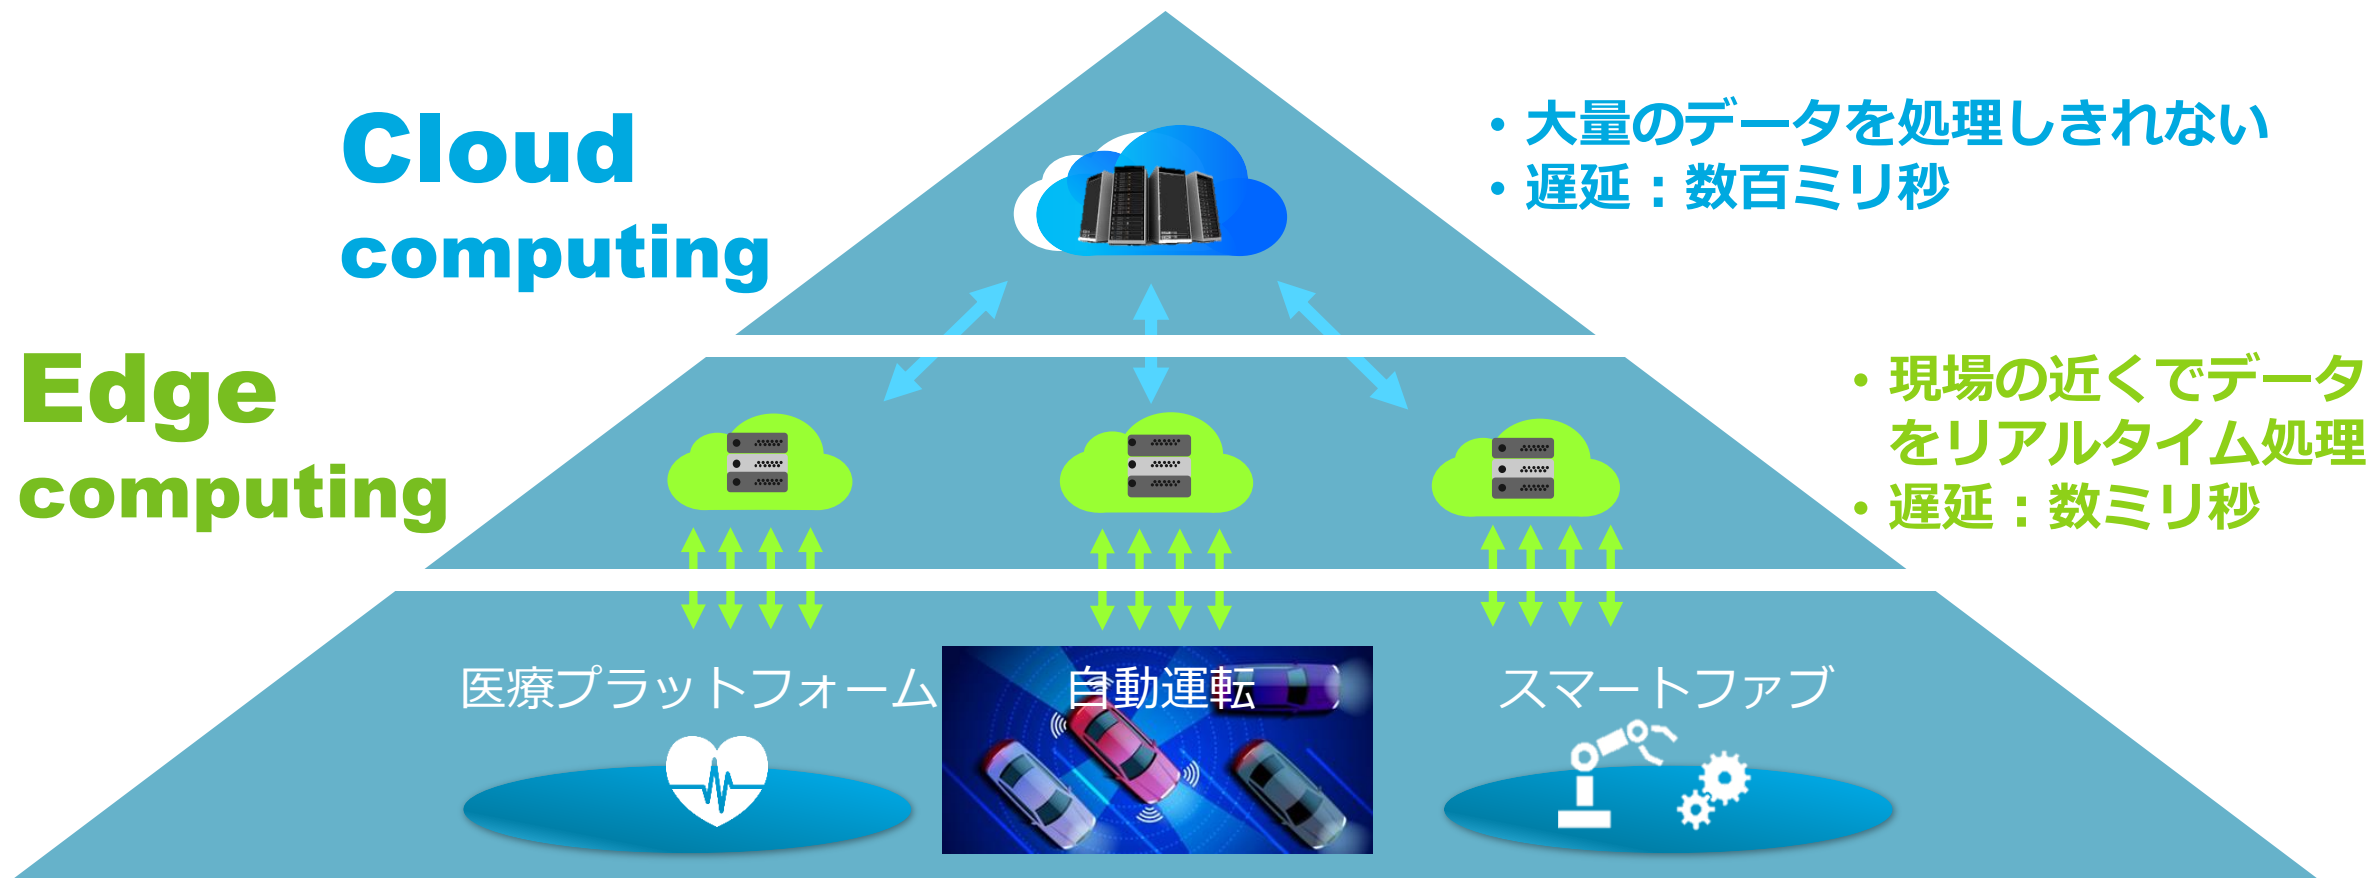 Cloud
computing
・大量のデータを処理しきれない
・遅延：数百ミリ秒
Edge
computing
・現場の近くでデータ
をリアルタイム処理
・遅延：数ミリ秒
医療プラットフォーム
自動運転
スマートファブ